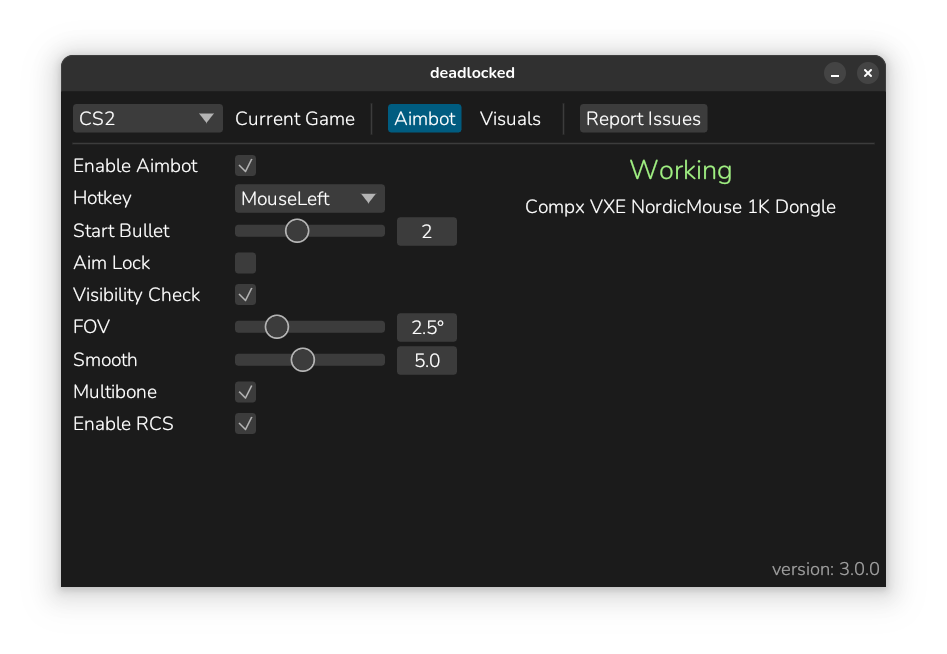 deadlocked
CS2 Current Game Aimbot Visuals Report Issues
Enable Aimbot
Hotkey MouseLeft
Start Bullet 2
Aim Lock
Visibility Check
FOV 2.5°
Smooth 5.0
Multibone
Enable RCS
Working
Compx VXE NordicMouse 1K Dongle
version: 3.0.0